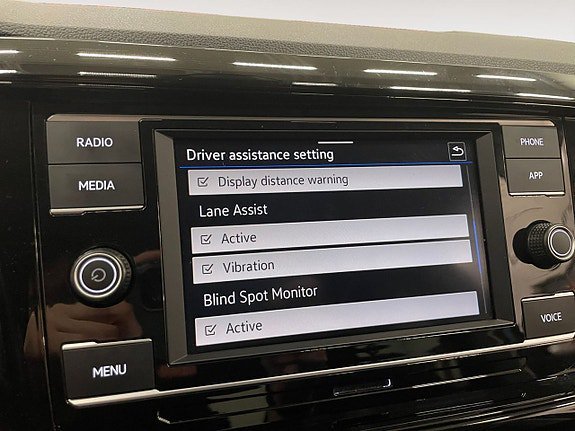 RADIO
MEDIA
MENU
Driver assistance setting
Display distance warning
Lane Assist
Active
Vibration
Blind Spot Monitor
Active
PHONE
APP
VOICE